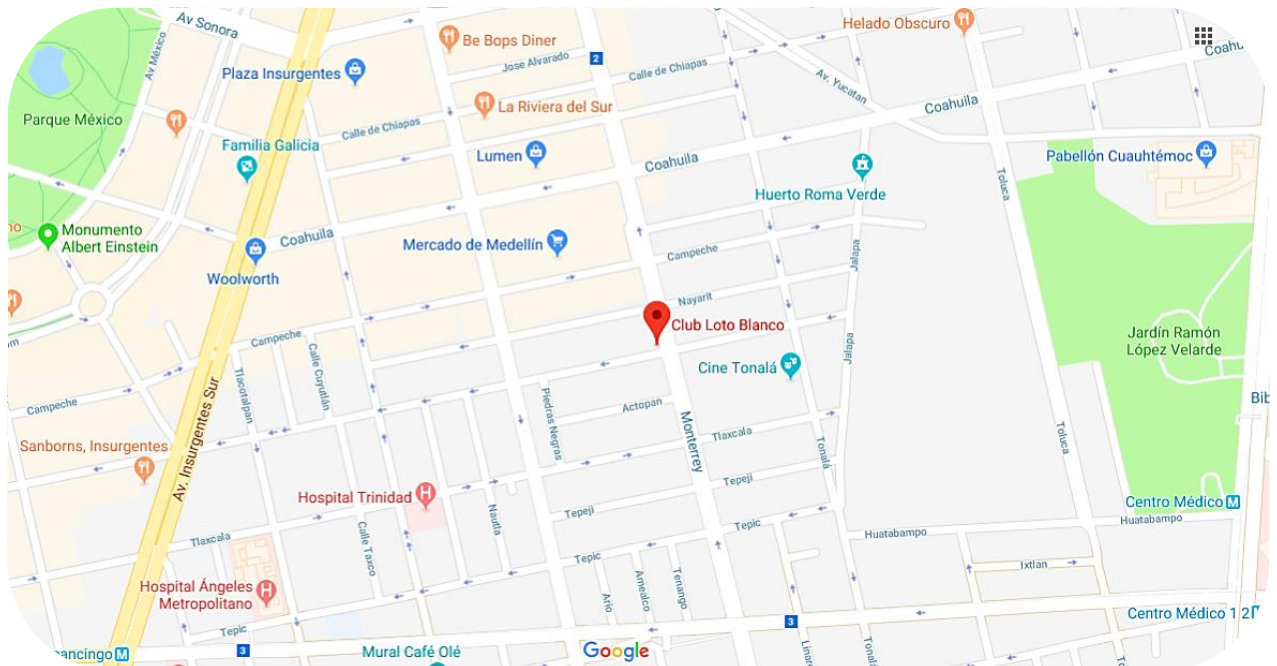 Av Sonora
Be Bops Diner
Helado Obscuro
Av México
Jose Alvarado
2
Plaza Insurgentes
Calle de Chiapas
Av. Yucatan
Coahuila
La Riviera del Sur
Parque México
Calle de Chiapas
Familia Galicia
Lumen
Coahuila
Pabellón Cuauhtémoc
Toluca
Huerto Roma Verde
Monumento
Albert Einstein
Coahuila
Mercado de Medellín
Campeche
Jalapa
Woolworth
Nayarit
Club Loto Blanco
Campeche
Calle Cuyutlán
Tlacotalpan
Jardín Ramón
López Velarde
Jalapa
Cine Tonalá
Campeche
Av. Insurgentes Sur
Piedras Negras
Actopan
Monterrey
Tlaxcala
Tonalá
Toluca
Sanborns, Insurgentes
Hospital Trinidad
Tepeji
Centro Médico M
Nautla
Tepeji
Tepic
Huatabampo
Huatabampo
Tlaxcala
Calle Taxco
Tepic
Ixtlan
Hospital Ángeles
Metropolitano
Ario
Amealco
Tenango
Centro Médico 1 2
3
Tepic
3
Mural Café Olé
Google
Tonalá
M